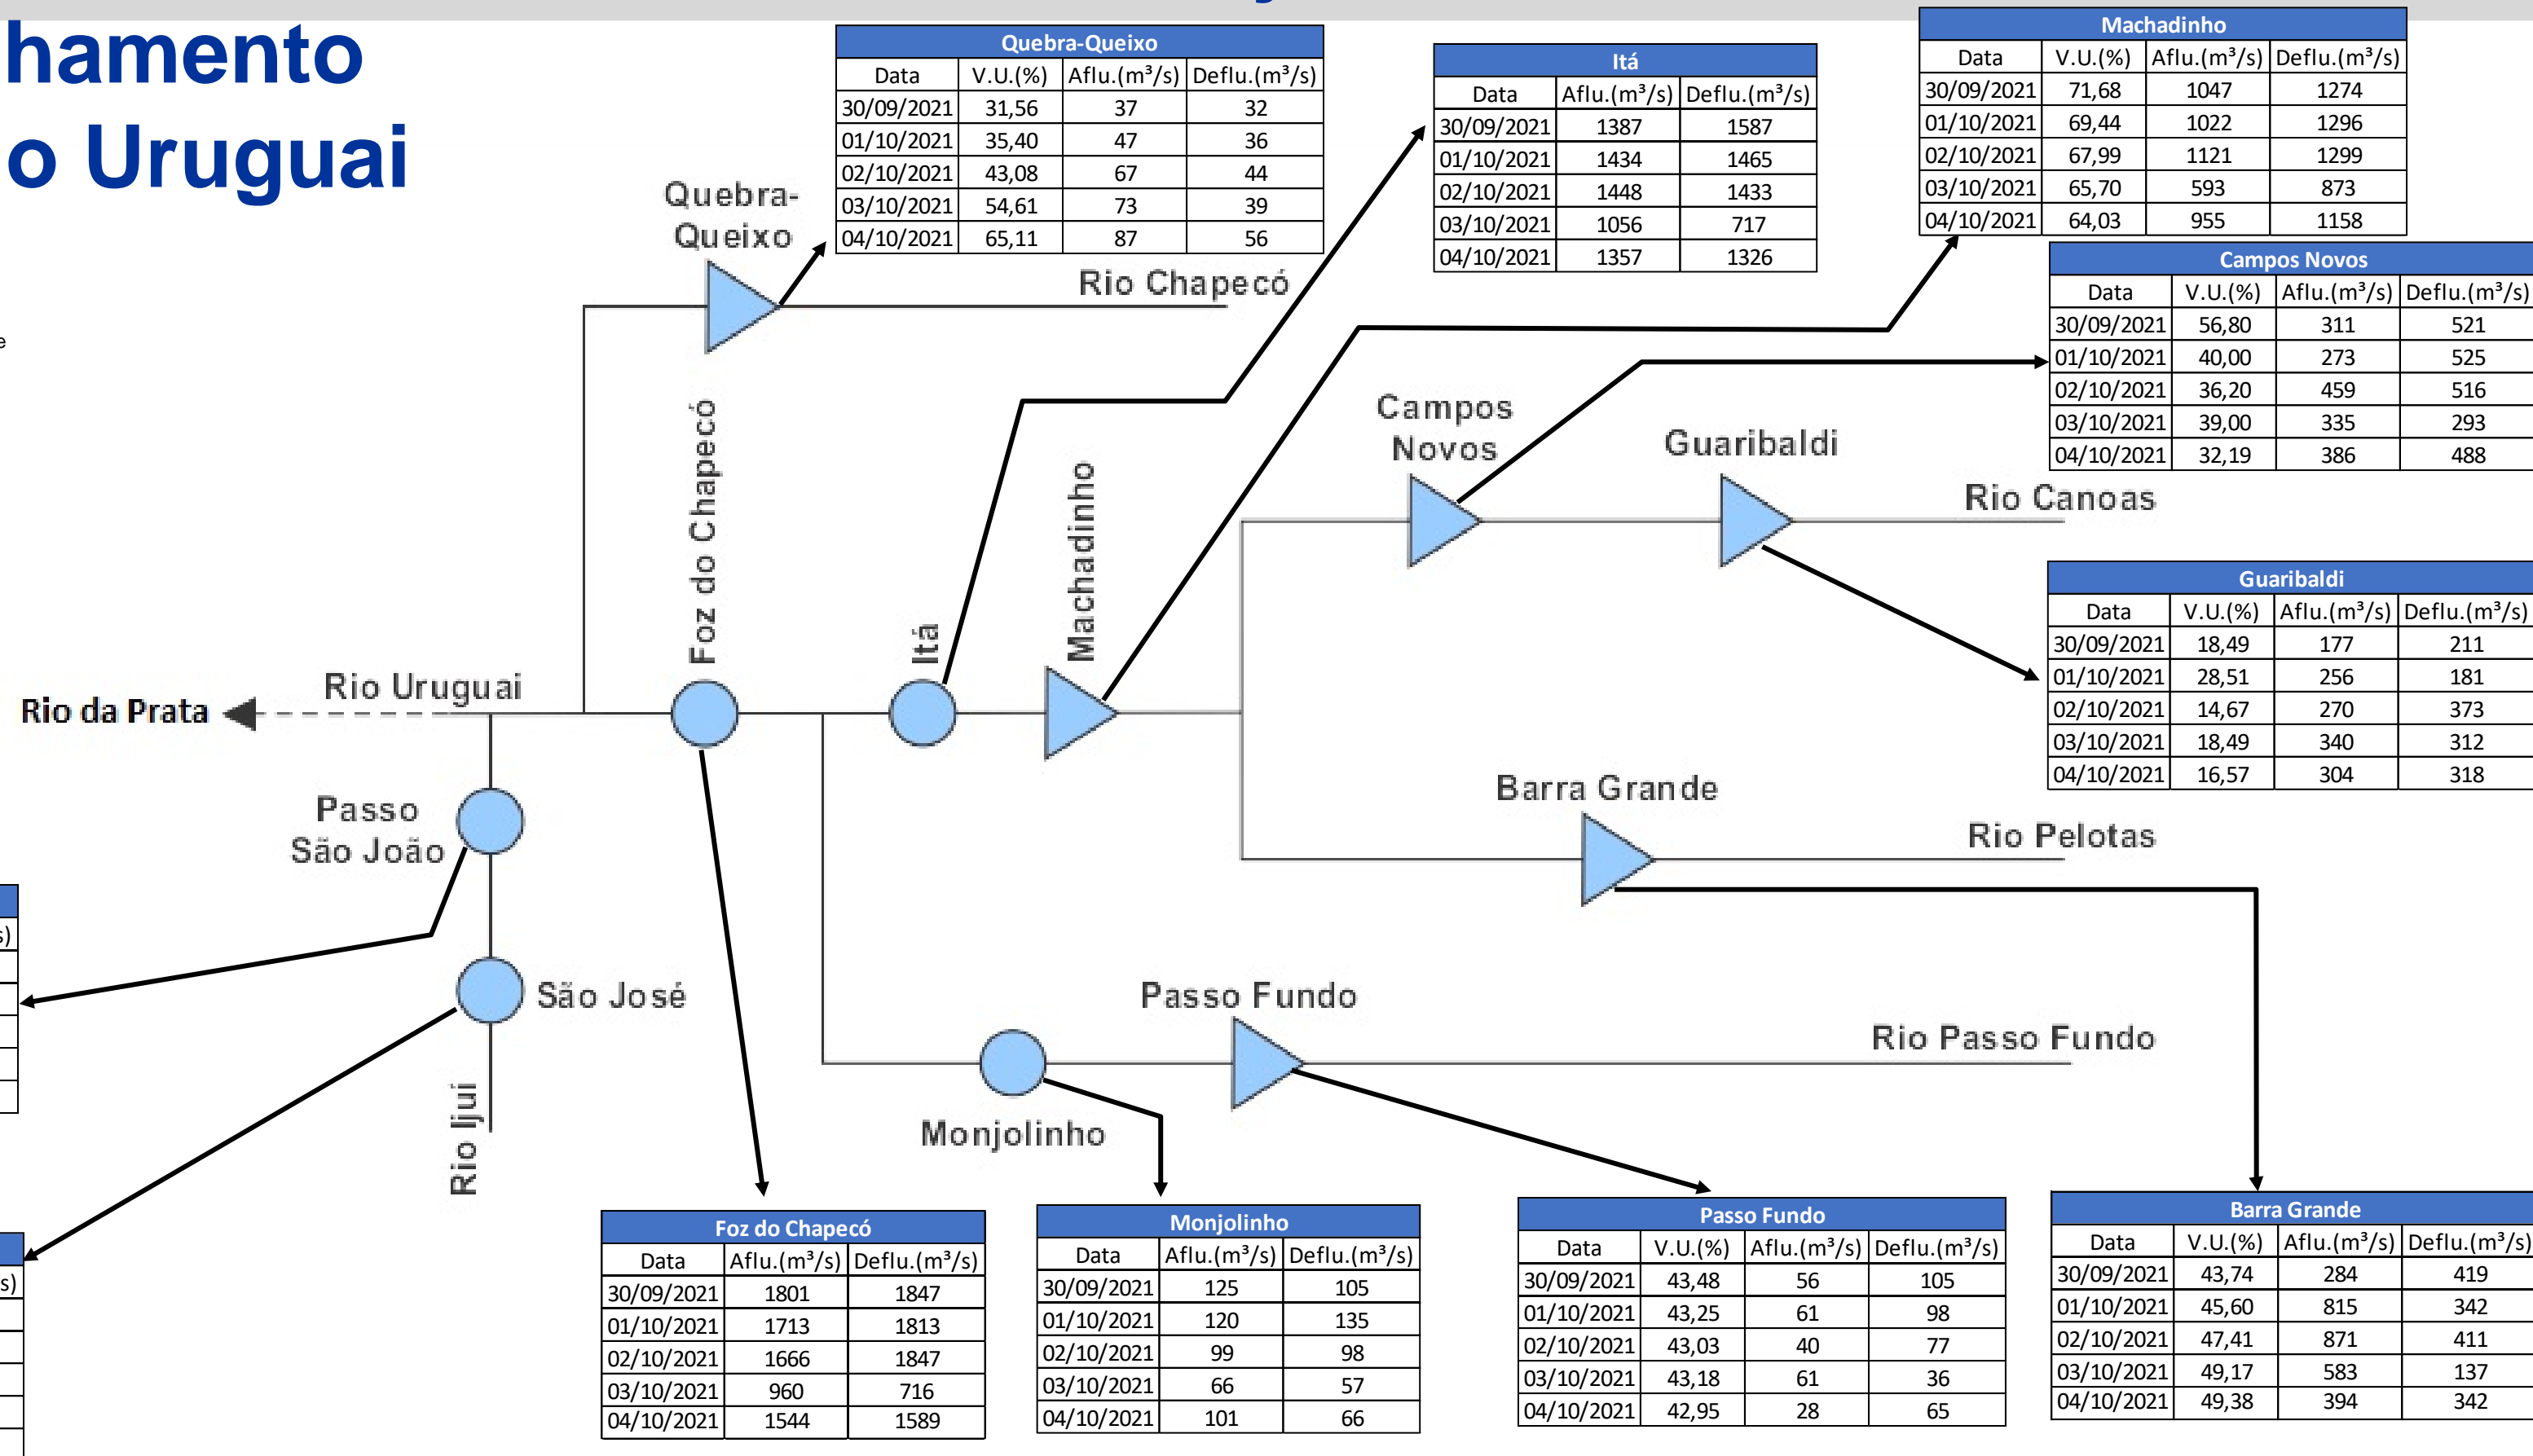 hamento
o Uruguai
e
Quebra-Queixo
Data V.U.(%) Aflu.(m³/s) Deflu.(m³/s)
30/09/2021 31,56 37 32
01/10/2021 35,40 47 36
02/10/2021 43,08 67 44
03/10/2021 54,61 73 39
04/10/2021 65,11 87 56
Itá
Data Aflu.(m³/s) Deflu.(m³/s)
30/09/2021 1387 1587
01/10/2021 1434 1465
02/10/2021 1448 1433
03/10/2021 1056 717
04/10/2021 1357 1326
Machadinho
Data V.U.(%) Aflu.(m³/s) Deflu.(m³/s)
30/09/2021 71,68 1047 1274
01/10/2021 69,44 1022 1296
02/10/2021 67,99 1121 1299
03/10/2021 65,70 593 873
04/10/2021 64,03 955 1158
Campos Novos
Data V.U.(%) Aflu.(m³/s) Deflu.(m³/s)
30/09/2021 56,80 311 521
01/10/2021 40,00 273 525
02/10/2021 36,20 459 516
03/10/2021 39,00 335 293
04/10/2021 32,19 386 488
Quebra-
Queixo
Rio Chapecó
Foz do Chapecó
Itá
Machadinho
Campos
Novos
Guaribaldi
Rio Canoas
Guaribaldi
Data V.U.(%) Aflu.(m³/s) Deflu.(m³/s)
30/09/2021 18,49 177 211
01/10/2021 28,51 256 181
02/10/2021 14,67 270 373
03/10/2021 18,49 340 312
04/10/2021 16,57 304 318
Rio da Prata
Rio Uruguai
Passo
São João
São José
Rio Ijui
Barra Grande
Rio Pelotas
Passo Fundo
Rio Passo Fundo
Monjolinho
s)
s)
Foz do Chapecó
Data Aflu.(m³/s) Deflu.(m³/s)
30/09/2021 1801 1847
01/10/2021 1713 1813
02/10/2021 1666 1847
03/10/2021 960 716
04/10/2021 1544 1589
Monjolinho
Data Aflu.(m³/s) Deflu.(m³/s)
30/09/2021 125 105
01/10/2021 120 135
02/10/2021 99 98
03/10/2021 66 57
04/10/2021 101 66
Passo Fundo
Data V.U.(%) Aflu.(m³/s) Deflu.(m³/s)
30/09/2021 43,48 56 105
01/10/2021 43,25 61 98
02/10/2021 43,03 40 77
03/10/2021 43,18 61 36
04/10/2021 42,95 28 65
Barra Grande
Data V.U.(%) Aflu.(m³/s) Deflu.(m³/s)
30/09/2021 43,74 284 419
01/10/2021 45,60 815 342
02/10/2021 47,41 871 411
03/10/2021 49,17 583 137
04/10/2021 49,38 394 342